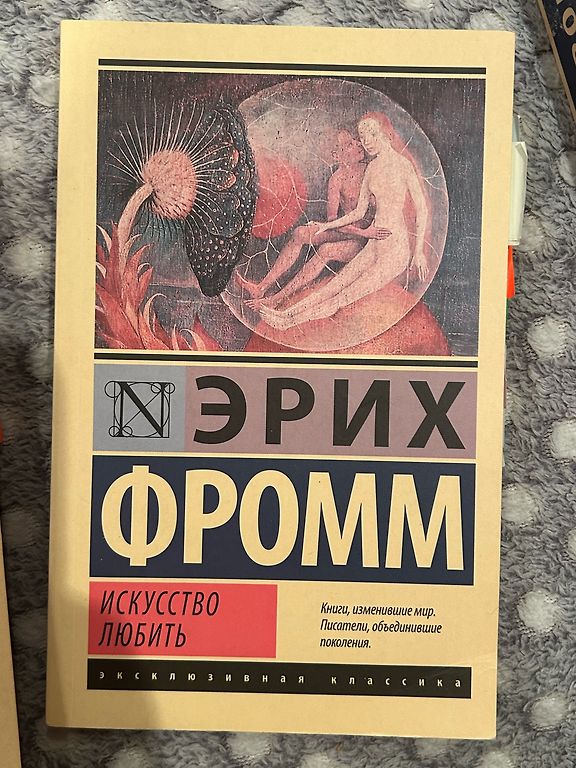 N
ЭРИХ
ФРОММ
ИСКУССТВО
ЛЮБИТЬ
Книги, изменившие мир.
Писатели, объединившие
поколения.
эксклюзивная классика